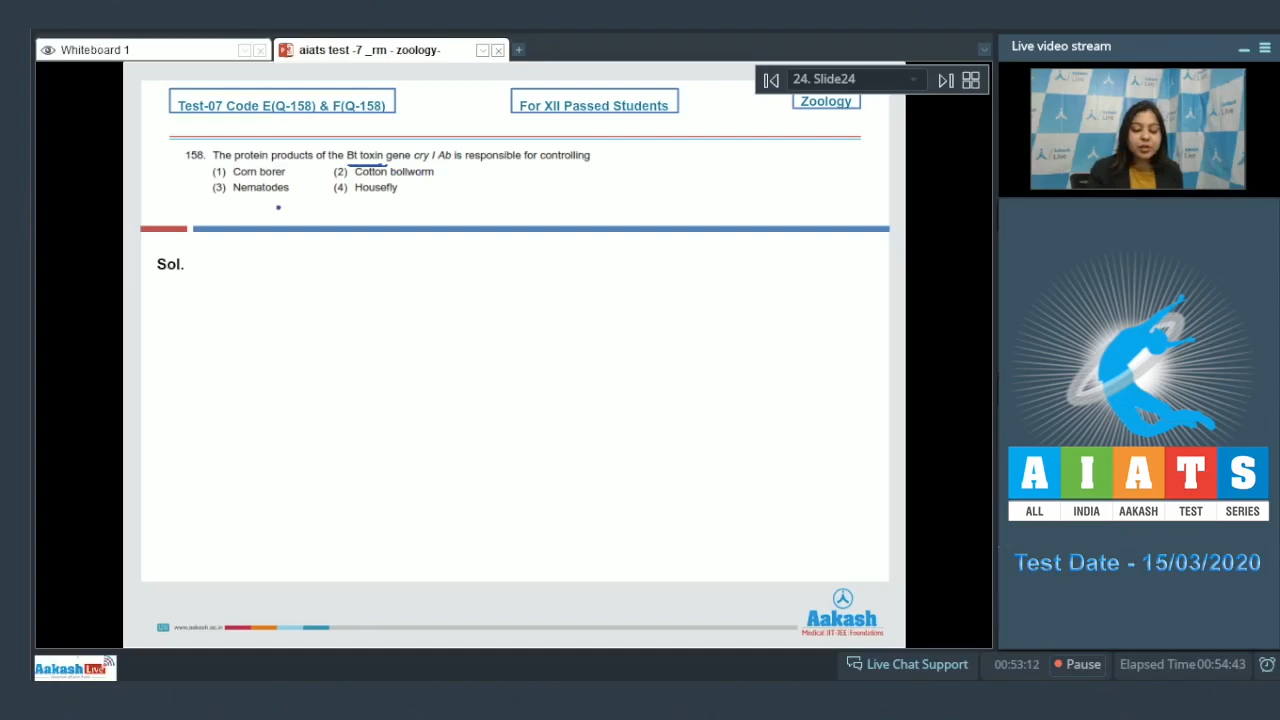 Whiteboard 1
aiats test -7 _rm - zoology-
Live video stream
24. Slide24
Test-07 Code E(Q-158) & F(Q-158)
For XII Passed Students
Zoology
158. The protein products of the Bt toxin gene cry I Ab is responsible for controlling
(1) Corn borer (2) Cotton bollworm
(3) Nematodes (4) Housefly
Sol.
A I A T S
ALL INDIA AAKASH TEST SERIES
Test Date - 15/03/2020
www.aakash.ac.in
Aakash
Medical|IIT-JEE|Foundations
Aakash Live
Live Chat Support
00:53:12
Pause
Elapsed Time 00:54:43